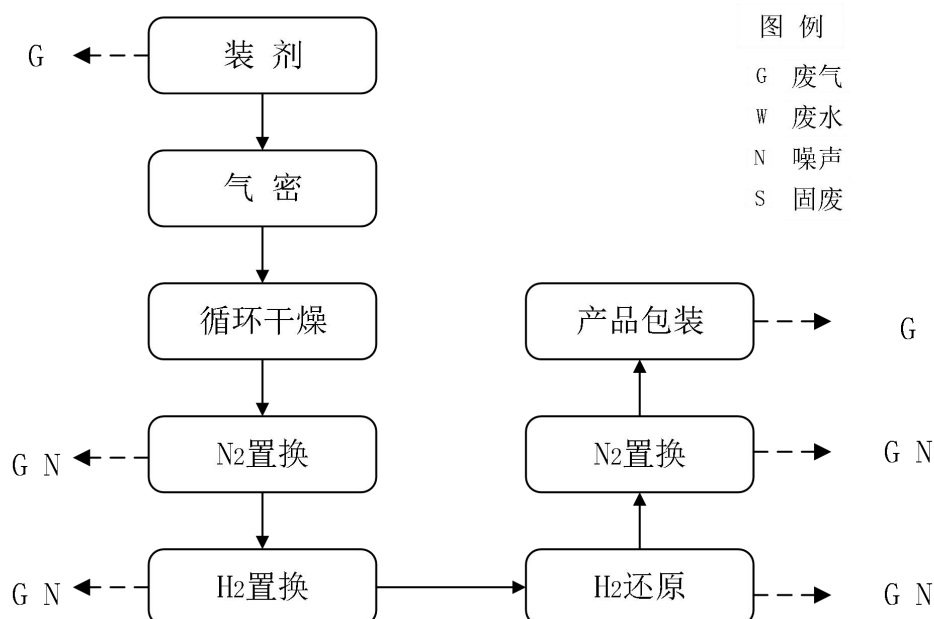 G
装 剂
气 密
循环干燥
G N
N2置换
G N
H2置换
H2还原
G N
N2置换
G N
产品包装
G
图 例
G 废气
W 废水
N 噪声
S 固废